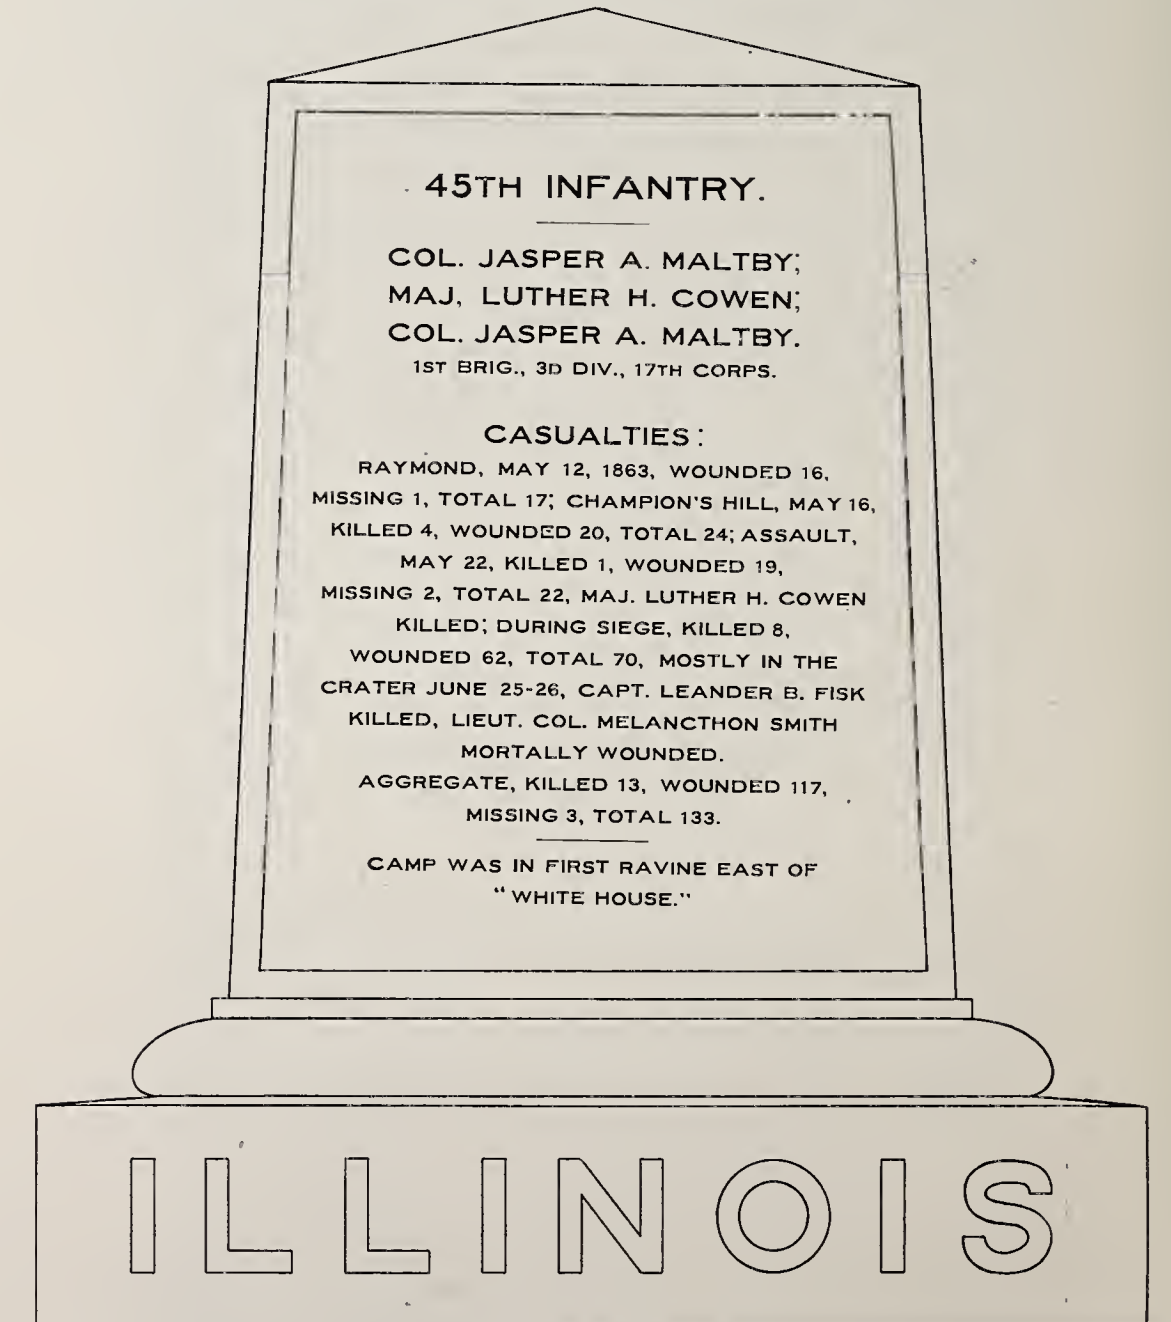 45TH INFANTRY.
COL. JASPER A. MALTBY;
MAJ, LUTHER H. COWEN;
COL. JASPER A. MALTBY.
1ST BRIG., 3D DIV., 17TH CORPS.
CASUALTIES:
RAYMOND, MAY 12, 1863, WOUNDED 16,
MISSING 1, TOTAL 17; CHAMPION'S HILL, MAY 16,
KILLED 4, WOUNDED 20, TOTAL 24; ASSAULT,
MAY 22, KILLED 1, WOUNDED 19,
MISSING 2, TOTAL 22, MAJ. LUTHER H. COWEN
KILLED; DURING SIEGE, KILLED 8,
WOUNDED 62, TOTAL 70, MOSTLY IN THE
CRATER JUNE 25-26, CAPT. LEANDER B. FISK
KILLED, LIEUT. COL. MELANCTHON SMITH
MORTALLY WOUNDED.
AGGREGATE, KILLED 13, WOUNDED 117,
MISSING 3, TOTAL 133.
CAMP WAS IN FIRST RAVINE EAST OF
"WHITE HOUSE."
ILLINOIS